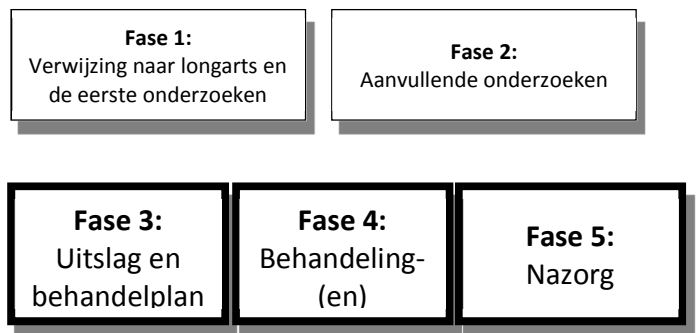 Fase 1:
Verwijzing naar longarts en
de eerste onderzoeken
Fase 2:
Aanvullende onderzoeken
Fase 3:
Uitslag en
behandelplan
Fase 4:
Behandeling-
(en)
Fase 5:
Nazorg